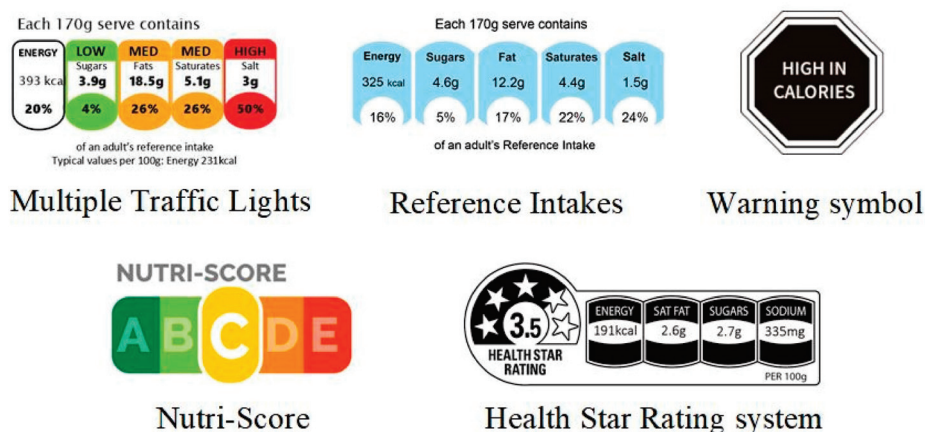 Each 170g serve contains
ENERGY LOW MED MED HIGH
Sugars Fats Saturates Salt
393 kca 3.9g 18.5g 5.1g 3g
20% 4% 26% 26% 50%
of an adult's reference intake
Typical values per 100g: Energy 231kcal
Multiple Traffic Lights
Each 170g serve contains
Energy Sugars Fat Saturates Salt
325 kcal 4.6g 12.2g 4.4g 1.5g
16% 5% 17% 22% 24%
of an adult's Reference Intake
Reference Intakes
HIGH IN
CALORIES
Warning symbol
NUTRI-SCORE
A B C D E
Nutri-Score
3.5
HEALTH STAR
RATING
ENERGY SAT FAT SUGARS SODIUM
191kcal 2.6g 2.7g 335mg
PER 100g
Health Star Rating system